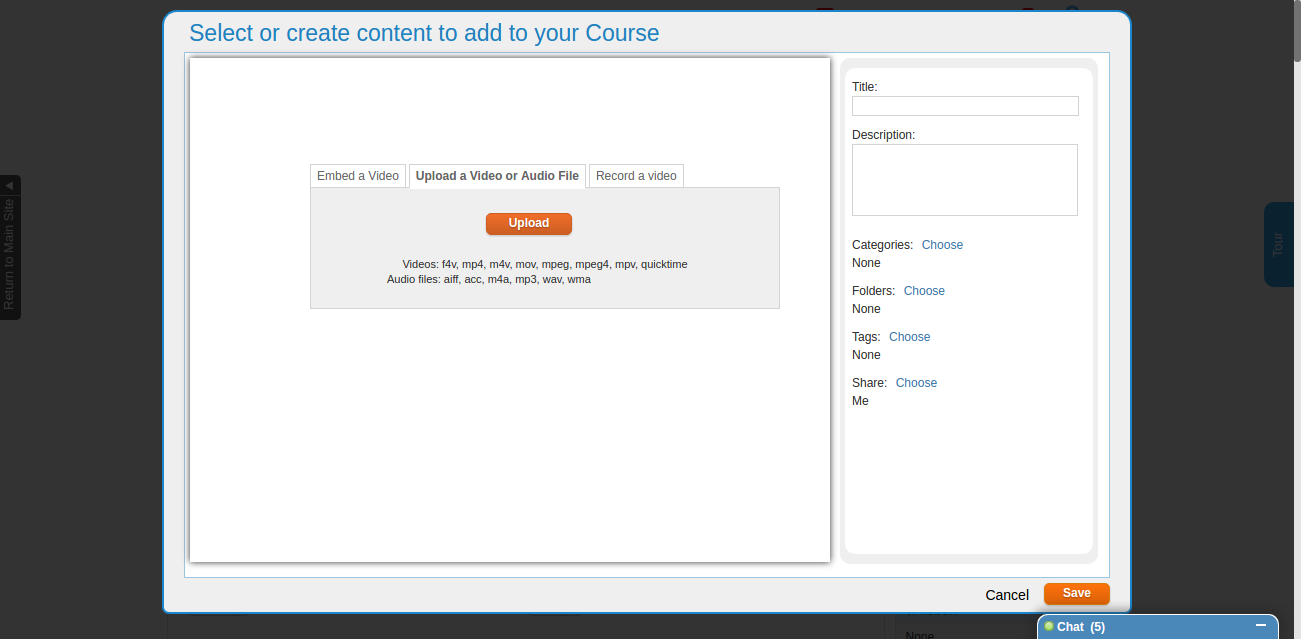 Select or create content to add to your Course
Embed a Video
Upload a Video or Audio File
Record a video
Upload
Videos: f4v, mp4, m4v, mov, mpeg, mpeg4, mpv, quicktime
Audio files: aiff, acc, m4a, mp3, wav, wma
Title:
Description:
Categories: Choose
None
Folders: Choose
None
Tags: Choose
None
Share: Choose
Me
Cancel
Save
Return to Main Site
Tour
None
Chat (5)